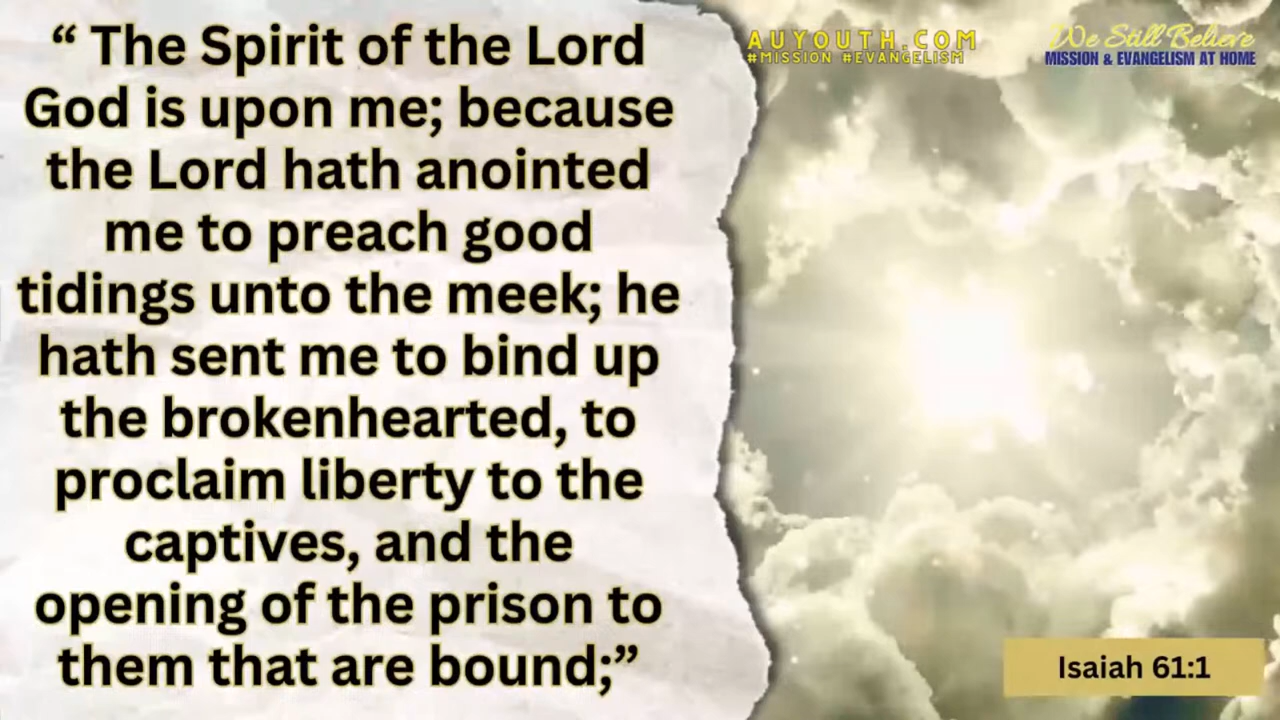 “ The Spirit of the Lord
God is upon me; because
the Lord hath anointed
me to preach good
tidings unto the meek; he
hath sent me to bind up
the brokenhearted, to
proclaim liberty to the
captives, and the
opening of the prison to
them that are bound;”
AUYOUTH.COM
#MISSION #EVANGELISM
We Still Believe
MISSION & EVANGELISM AT HOME
Isaiah 61:1